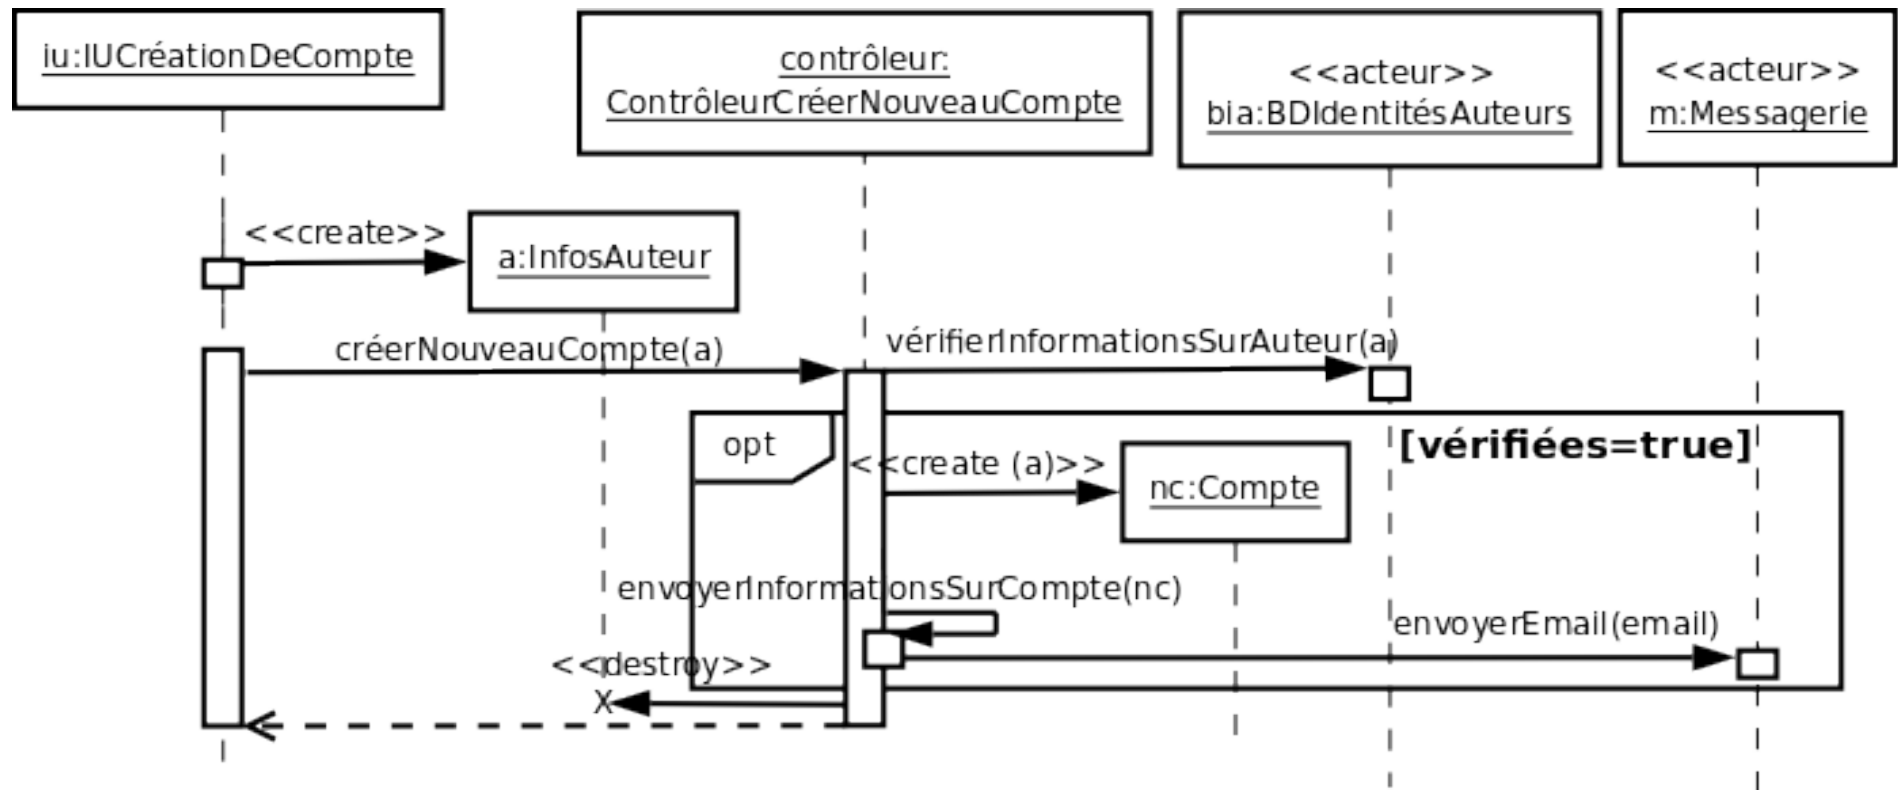 iu:IUCréationDeCompte
contrôleur:
ContrôleurCréerNouveauCompte
<<acteur>>
bia:BDIdentitésAuteurs
<<acteur>>
m:Messagerie
<<create>>
a:InfosAuteur
créerNouveauCompte(a)
vérifierInformationsSurAuteur(a)
opt
[vérifiées=true]
<<create (a)>>
nc:Compte
envoyerInformationsSurCompte(nc)
envoyerEmail(email)
<<destroy>>
X